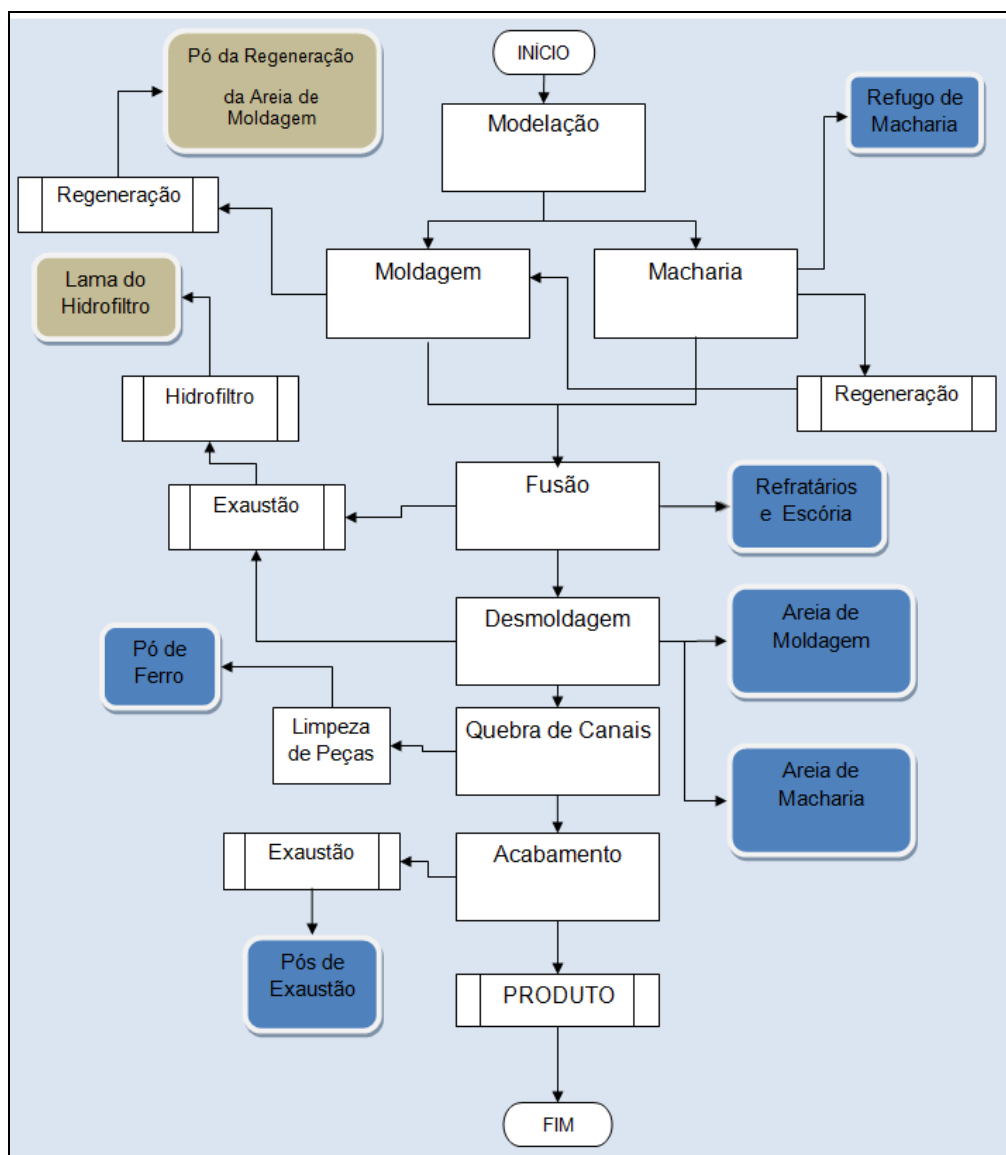 INÍCIO
Pó da Regeneração
da Areia de
Moldagem
Modelação
Refugo de
Macharia
Regeneração
Moldagem
Macharia
Lama do
Hidrofiltro
Hidrofiltro
Regeneração
Fusão
Exaustão
Refratários
e Escória
Desmoldagem
Areia de
Moldagem
Pó de
Ferro
Limpeza
de Peças
Quebra de Canais
Areia de
Macharia
Exaustão
Acabamento
Pós de
Exaustão
PRODUTO
FIM